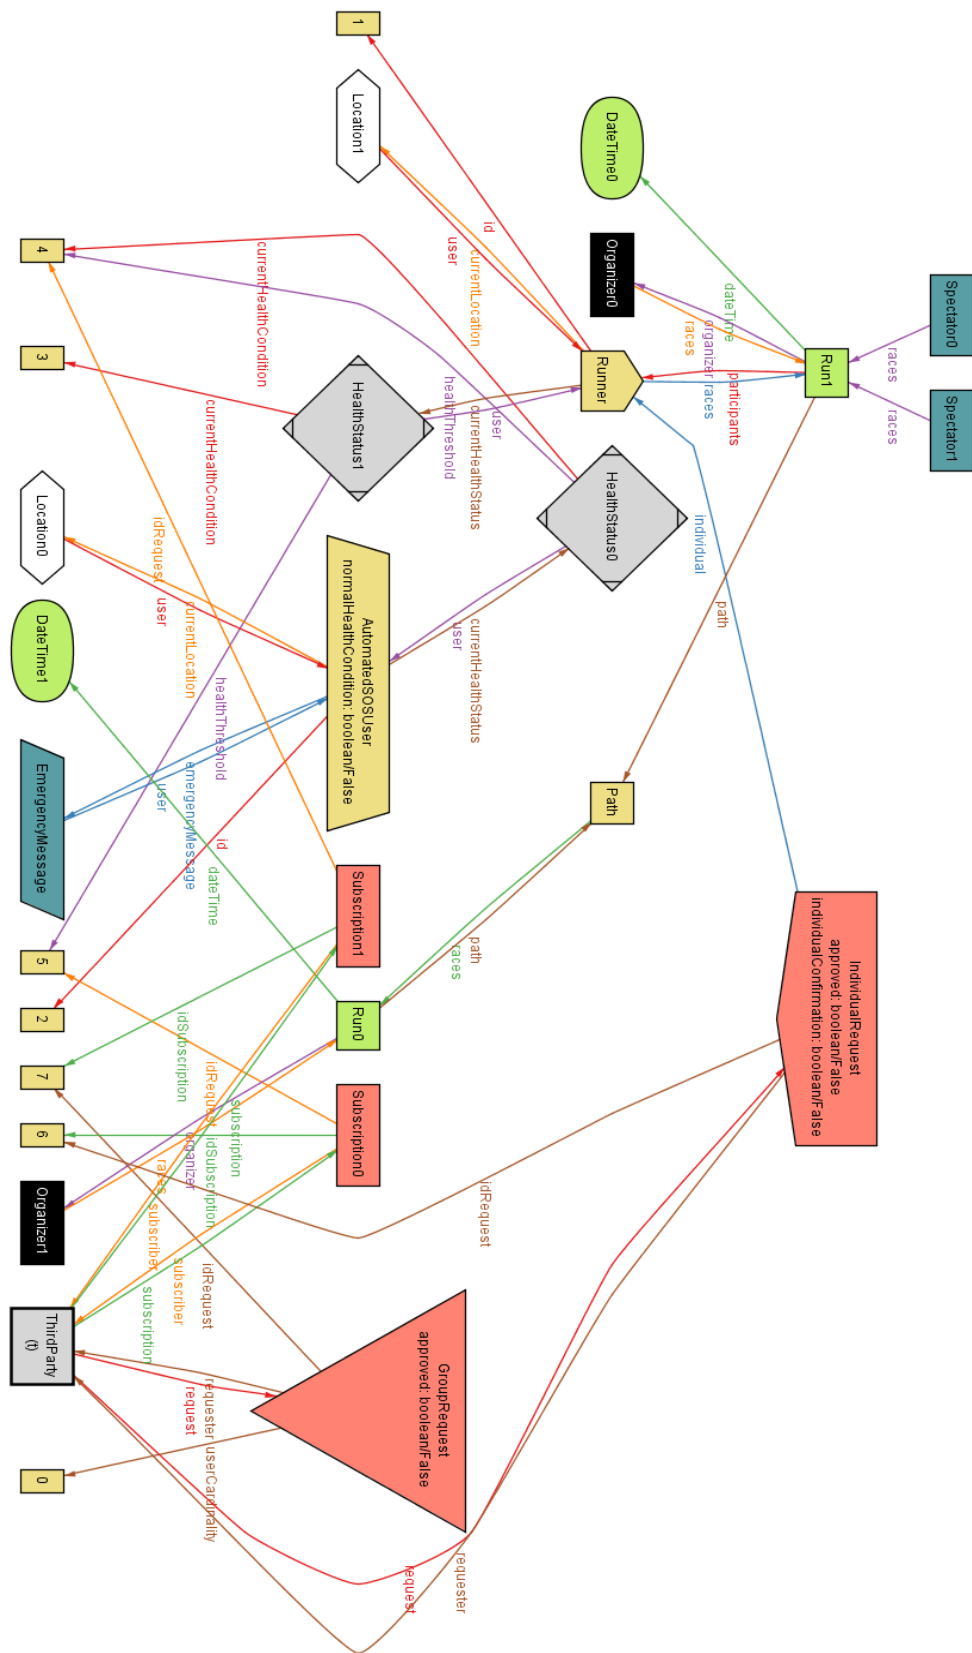 Spectator0
Spectator1
races
races
IndividualRequest
approved: boolean/False
individualConfirmation: boolean/False
Run1
participants
dateTime
path
races
organizer
individual
races
DateTime0
Organizer0
Runner
HealthStatus0
Path
id
currentLocation
user
user
currentHealthStatus
healthThreshold
currentHealthStatus
user
path
races
idRequest
requester
request
GroupRequest
approved: boolean/False
1
Location1
HealthStatus1
AutomatedSOSUser
normalHealthCondition: boolean/False
Subscription1
Run0
Subscription0
currentHealthCondition
currentHealthCondition
idRequest
user
currentLocation
healthThreshold
id
emergencyMessage
user
dateTime
idSubscription
idRequest
subscription
organizer
idSubscription
races
subscriber
subscriber
subscription
idRequest
requester
request
userCardinality
4
3
Location0
DateTime1
EmergencyMessage
5
2
7
6
Organizer1
ThirdParty
(t)
0